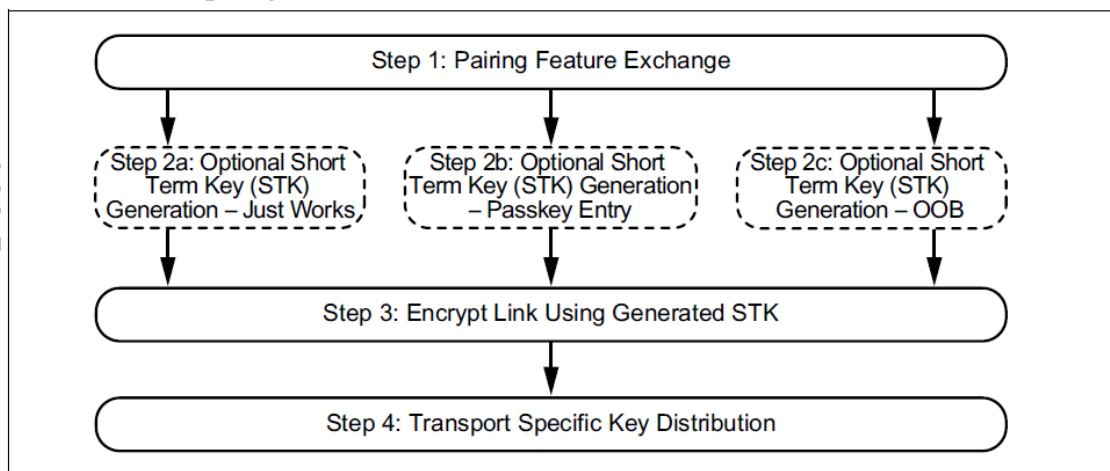 Step 1: Pairing Feature Exchange
Step 2a: Optional Short
Term Key (STK)
Generation – Just Works
Step 2b: Optional Short
Term Key (STK) Generation
– Passkey Entry
Step 2c: Optional Short
Term Key (STK)
Generation – OOB
Step 3: Encrypt Link Using Generated STK
Step 4: Transport Specific Key Distribution